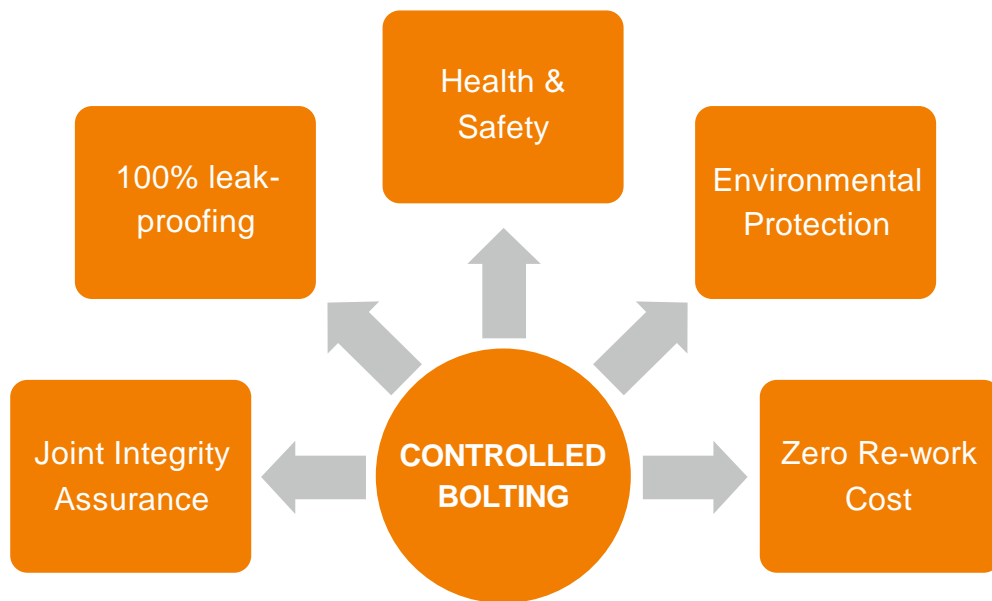 Health &
Safety
100% leak-
proofing
Environmental
Protection
Joint Integrity
Assurance
CONTROLLED
BOLTING
Zero Re-work
Cost